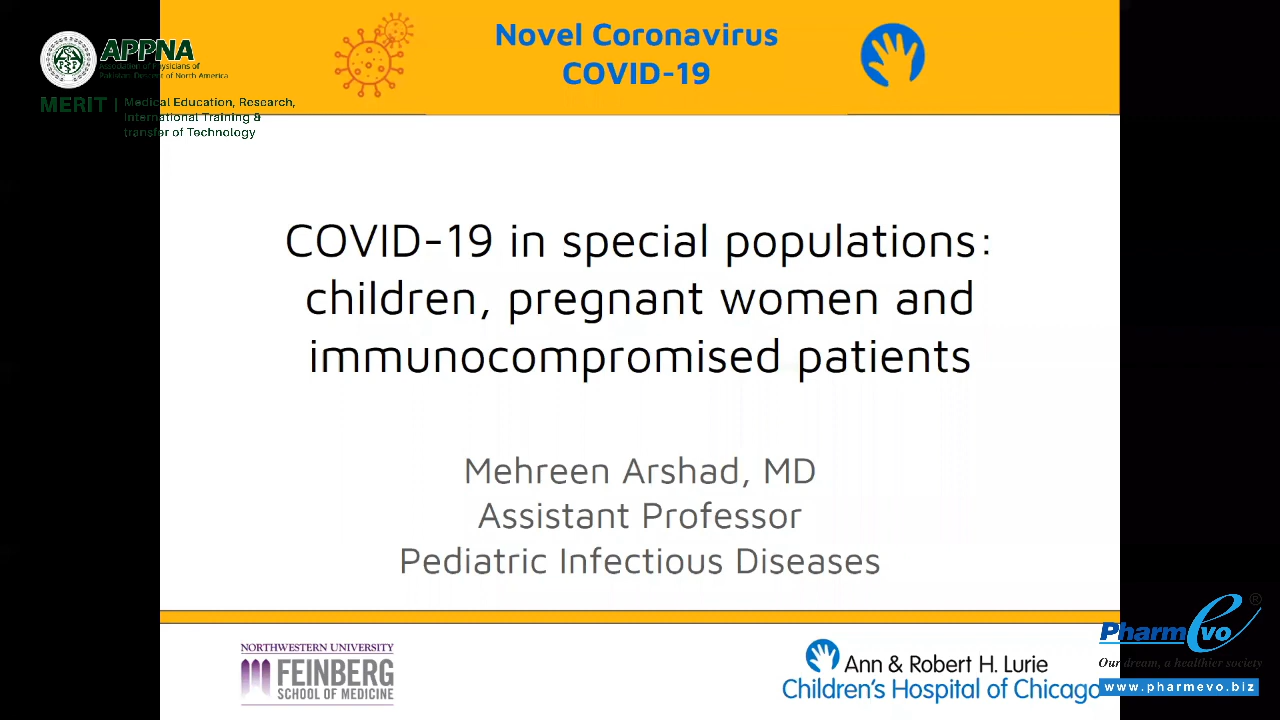 Novel Coronavirus
COVID-19
APPNA
Association of Physicians of
Pakistani Descent of North America
MERIT | Medical Education, Research,
International Training &
transfer of Technology
COVID-19 in special populations:
children, pregnant women and
immunocompromised patients
Mehreen Arshad, MD
Assistant Professor
Pediatric Infectious Diseases
NORTHWESTERN UNIVERSITY
FEINBERG
SCHOOL OF MEDICINE
Ann & Robert H. Lurie
Children's Hospital of Chicago
PharmEvo ®
Our dream, a healthier society
www.pharmevo.biz